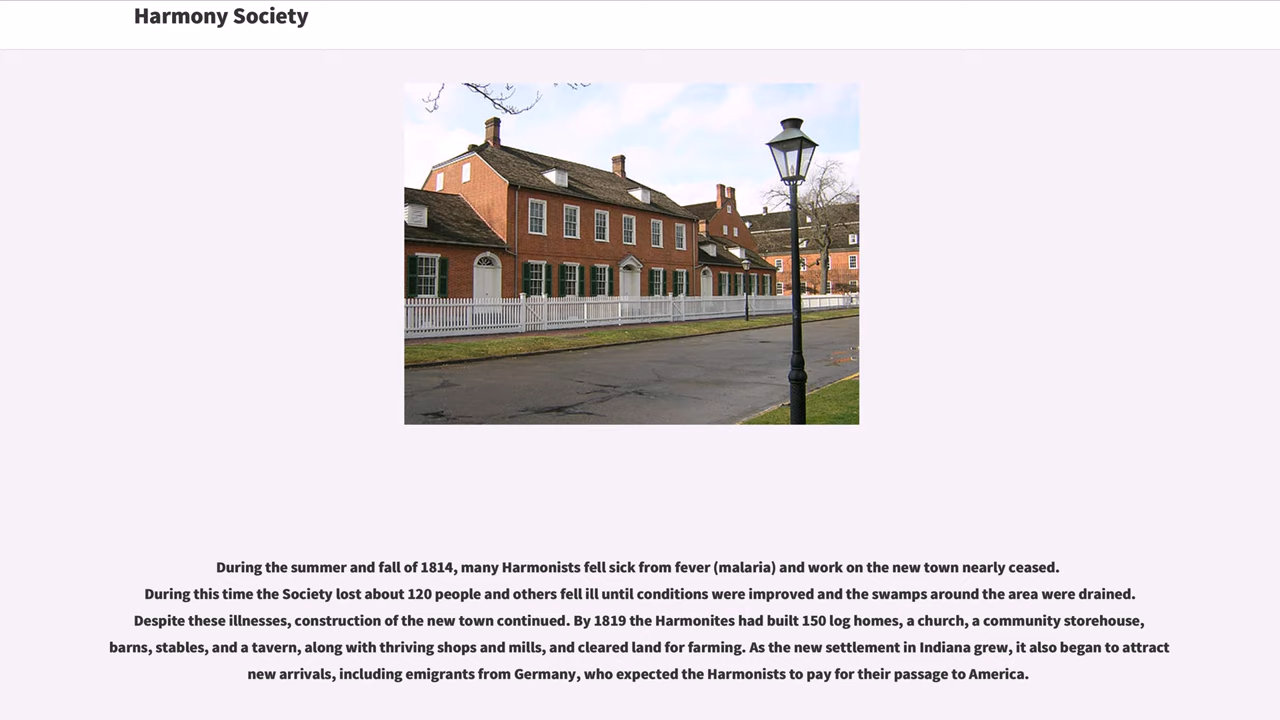 Harmony Society
During the summer and fall of 1814, many Harmonists fell sick from fever (malaria) and work on the new town nearly ceased.
During this time the Society lost about 120 people and others fell ill until conditions were improved and the swamps around the area were drained.
Despite these illnesses, construction of the new town continued. By 1819 the Harmonites had built 150 log homes, a church, a community storehouse,
barns, stables, and a tavern, along with thriving shops and mills, and cleared land for farming. As the new settlement in Indiana grew, it also began to attract
new arrivals, including emigrants from Germany, who expected the Harmonists to pay for their passage to America.